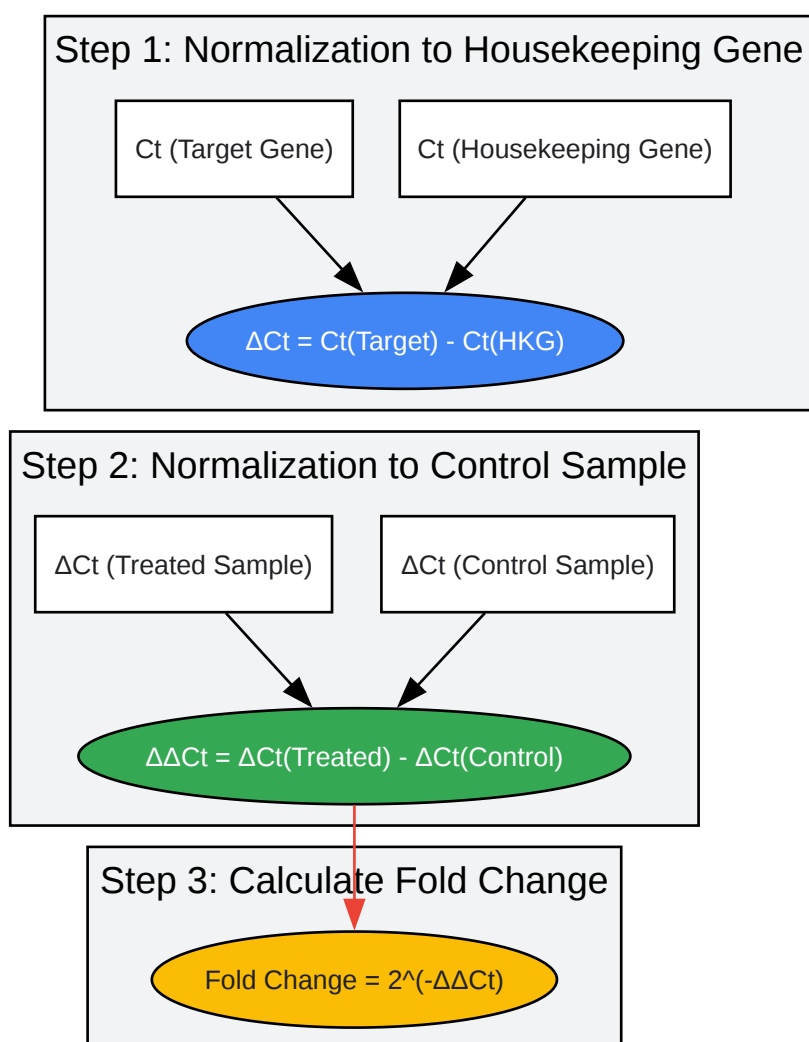 Step 1: Normalization to Housekeeping Gene
Ct (Target Gene)
Ct (Housekeeping Gene)
ΔCt = Ct(Target) - Ct(HKG)
Step 2: Normalization to Control Sample
ΔCt (Treated Sample)
ΔCt (Control Sample)
ΔΔCt = ΔCt(Treated) - ΔCt(Control)
Step 3: Calculate Fold Change
Fold Change = 2^(-ΔΔCt)